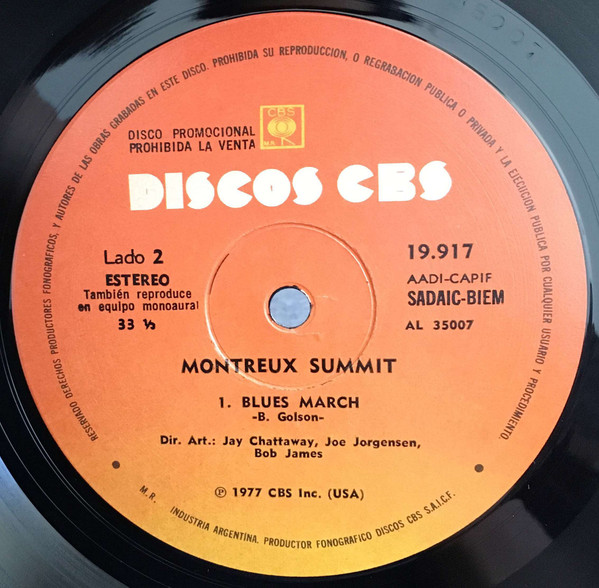 RESERVADO DERECHOS PRODUCTORES FONOGRAFICOS, Y AUTORES DE LAS OBRAS GRABADAS EN ESTE DISCO. PROHIBIDA SU REPRODUCCION, O REGRABACION PUBLICA O PRIVADA Y LA EJECUCION PUBLICA POR CUALQUIER USUARIO Y PROCEDIMIENTO.
CBS
M.R.
DISCO PROMOCIONAL
PROHIBIDA LA VENTA
DISCOS CBS
Lado 2
ESTEREO
También reproduce
en equipo monoaural
33 ⅓
19.917
AADI-CAPIF
SADAIC-BIEM
AL 35007
MONTREUX SUMMIT
1. BLUES MARCH
-B. Golson-
Dir. Art.: Jay Chattaway, Joe Jorgensen,
Bob James
Ⓟ 1977 CBS Inc. (USA)
M.R. INDUSTRIA ARGENTINA. PRODUCTOR FONOGRAFICO DISCOS CBS S.A.I.C.F.